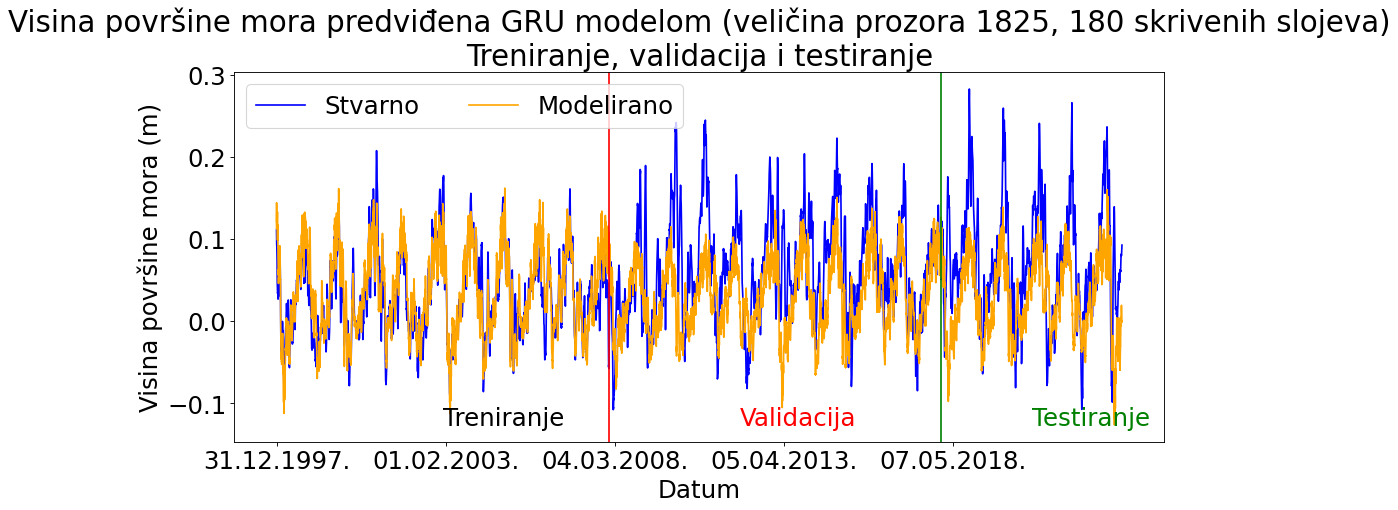 Visina površine mora predviđena GRU modelom (veličina prozora 1825, 180 skrivenih slojeva)
Treniranje, validacija i testiranje
Stvarno Modelirano
Visina površine mora (m)
0.3
0.2
0.1
0.0
−0.1
Treniranje Validacija Testiranje
31.12.1997. 01.02.2003. 04.03.2008. 05.04.2013. 07.05.2018.
Datum